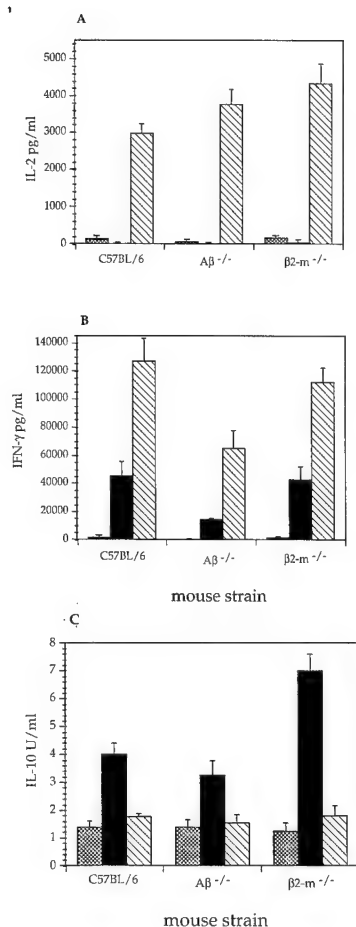 A
IL-2 pg/ml
5000
4000
3000
2000
1000
0
C57BL/6 Aβ -/- β2-m -/-
B
IFN-γ pg/ml
140000
120000
100000
80000
60000
40000
20000
0
C57BL/6 Aβ -/- β2-m -/-
mouse strain
C
IL-10 U/ml
8
7
6
5
4
3
2
1
0
C57BL/6 Aβ -/- β2-m -/-
mouse strain